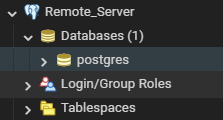 Remote_Server
Databases (1)
postgres
Login/Group Roles
Tablespaces